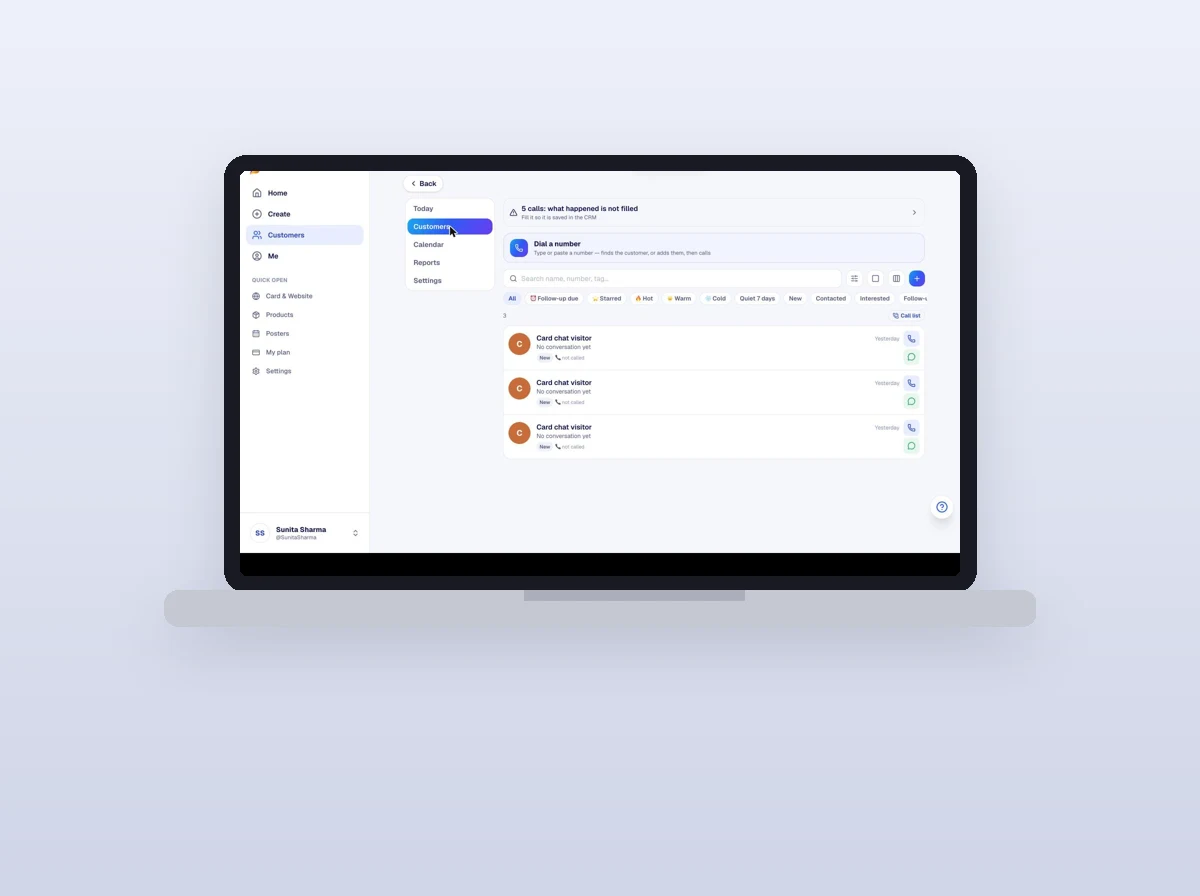 Home
Create
Customers
Me
QUICK OPEN
Card & Website
Products
Posters
My plan
Settings
SS
Sunita Sharma
@SunitaSharma
Back
Today
Customers
Calendar
Reports
Settings
5 calls: what happened is not filled
Fill it so it is saved in the CRM
Dial a number
Type or paste a number — finds the customer, or adds them, then calls
Search name, number, tag...
All
Follow-up due
Starred
Hot
Warm
Cold
Quiet 7 days
New
Contacted
Interested
Follow-u
3
Call list
C
Card chat visitor
No conversation yet
New
not called
Yesterday
C
Card chat visitor
No conversation yet
New
not called
Yesterday
C
Card chat visitor
No conversation yet
New
not called
Yesterday